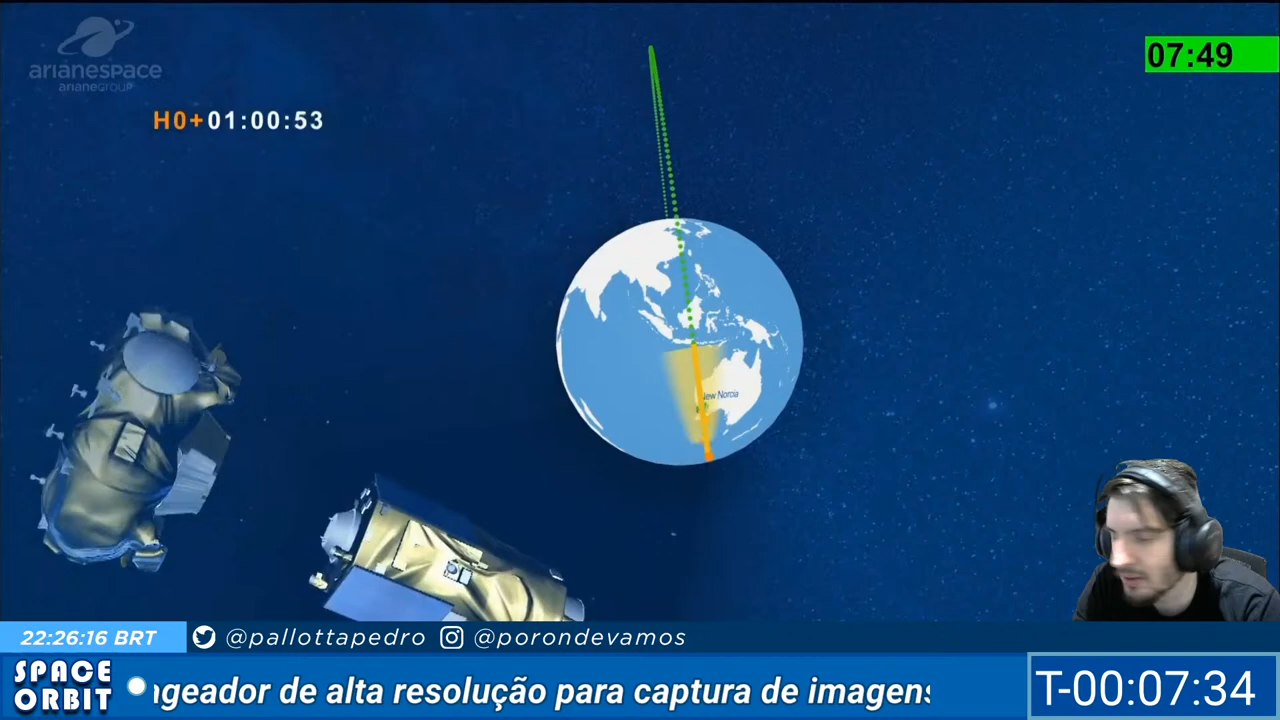 arianespace
arianeGROUP
07:49
H0+01:00:53
New Norcia
22:26:16 BRT
@pallottapedro
@porondevamos
SPACE
ORBIT
ageador de alta resolução para captura de imagens
T-00:07:34